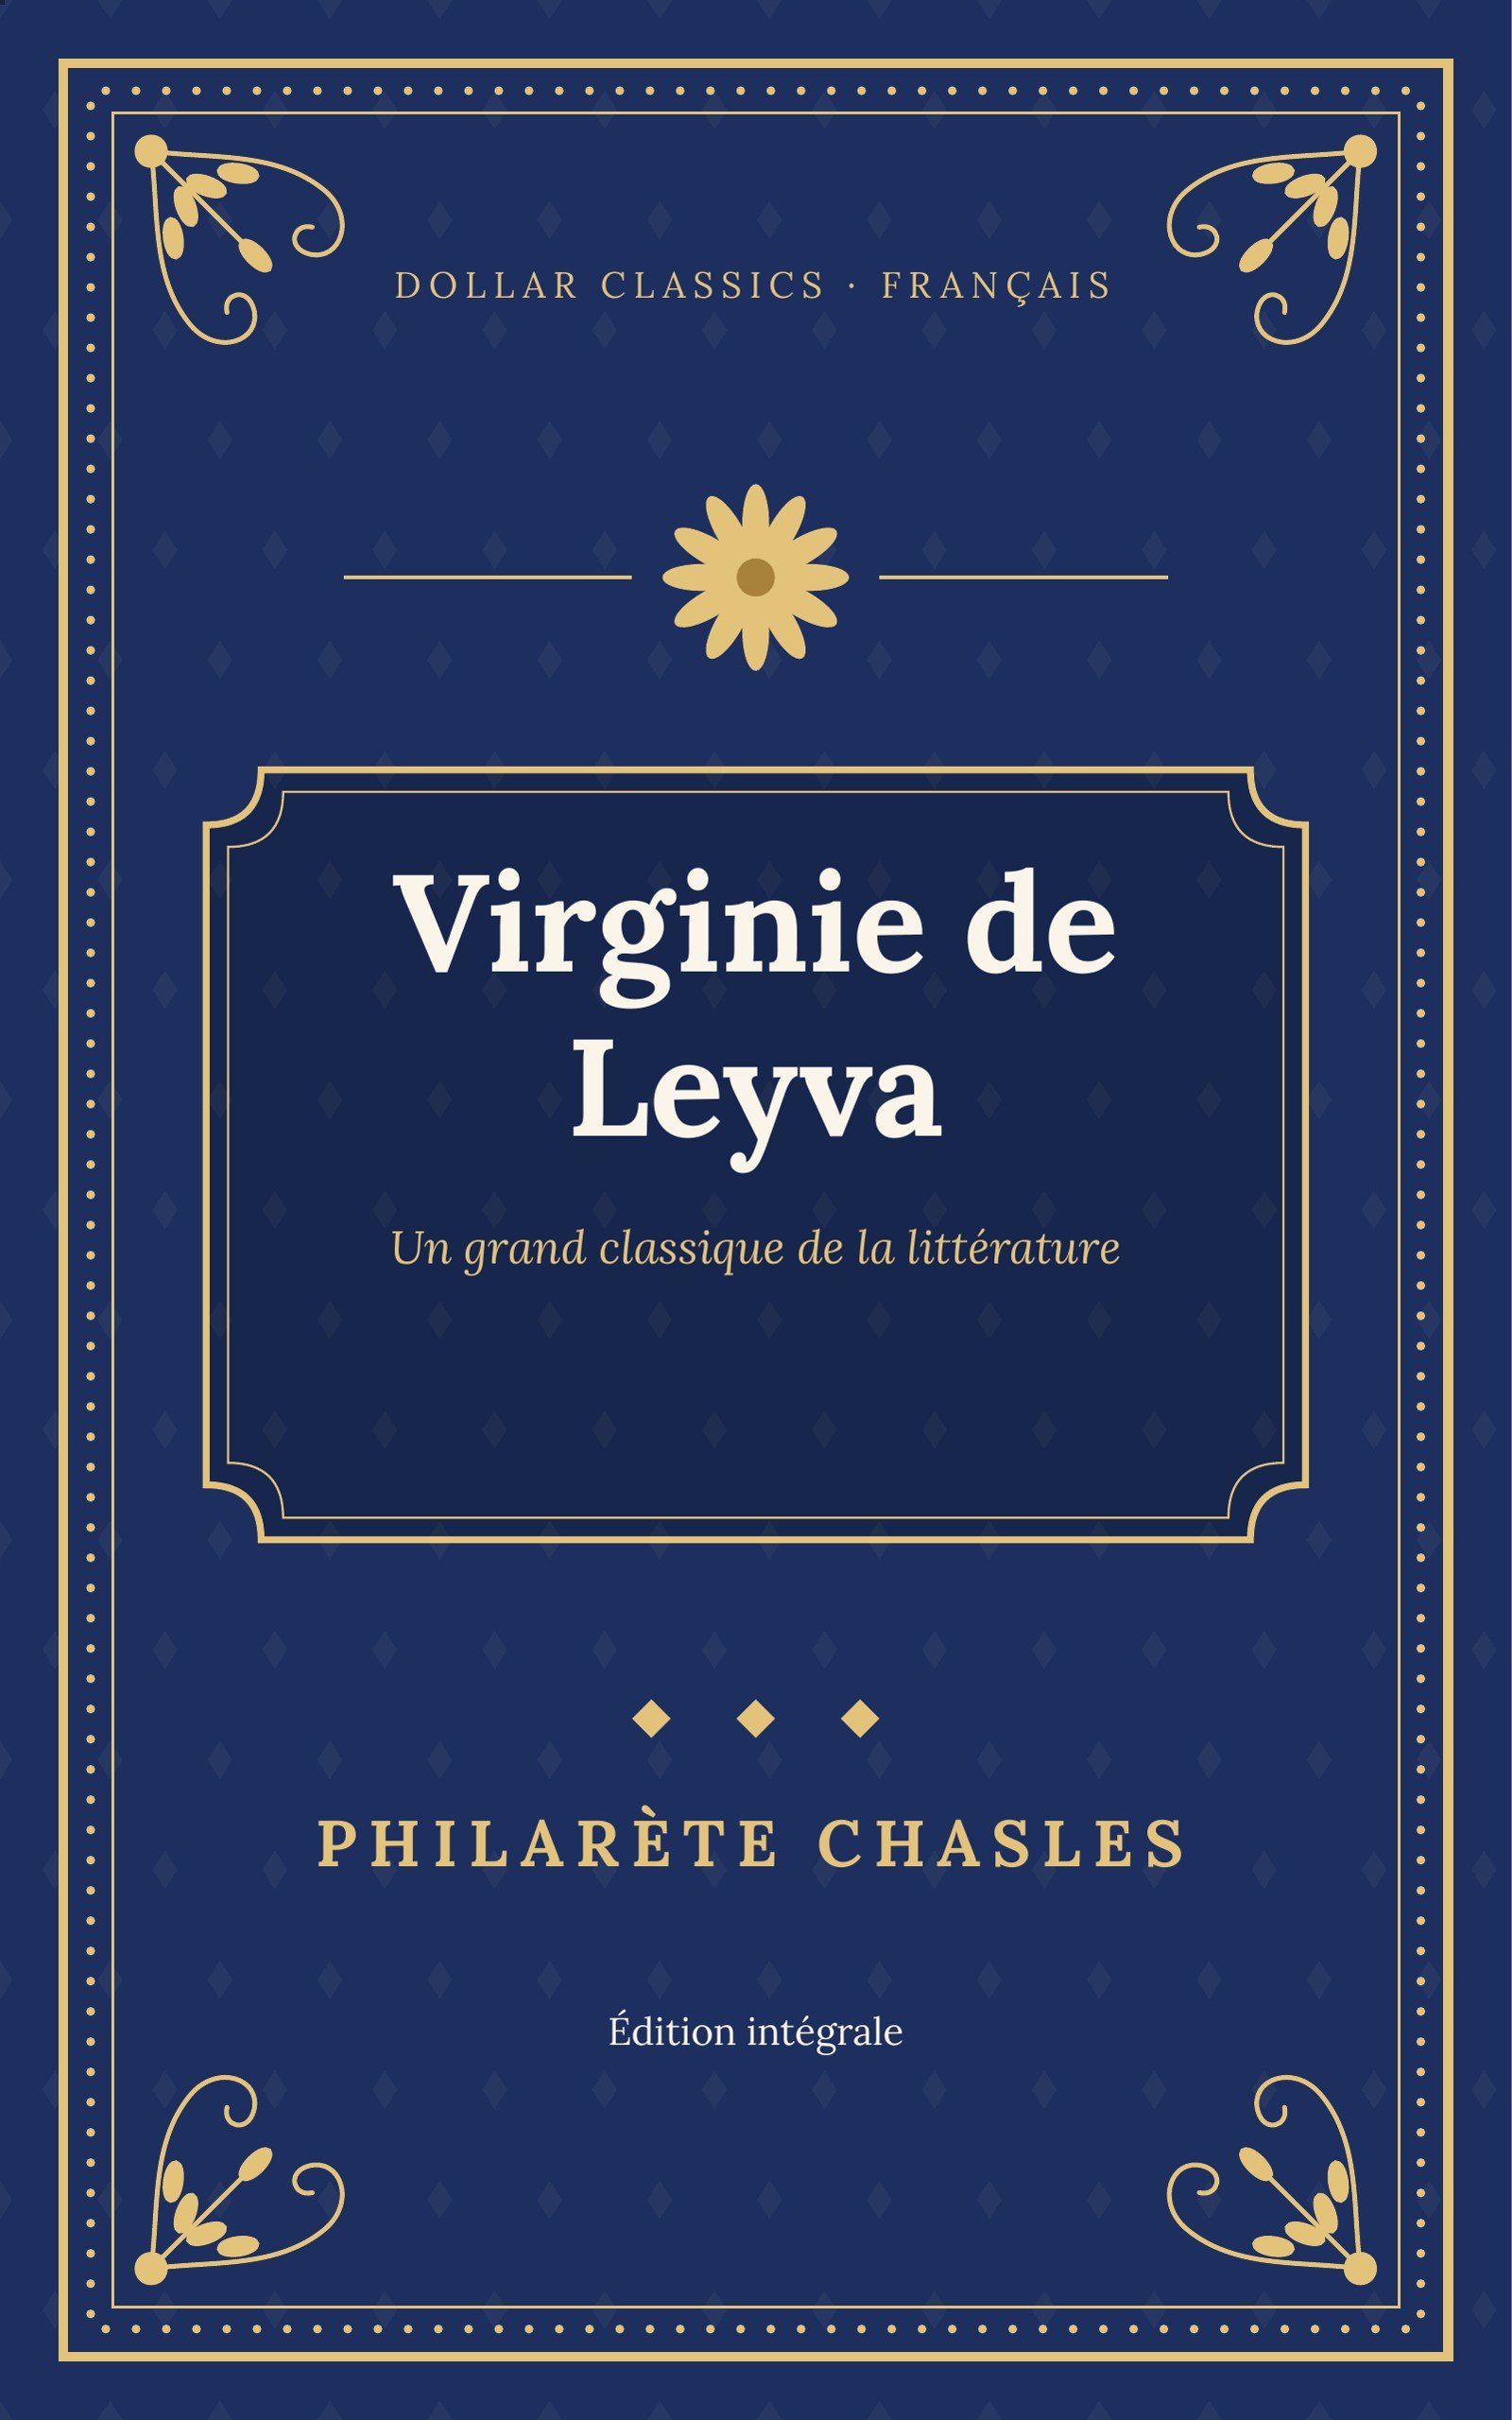 DOLLAR CLASSICS · FRANÇAIS
Virginie de
Leyva
Un grand classique de la littérature
PHILARÈTE CHASLES
Édition intégrale